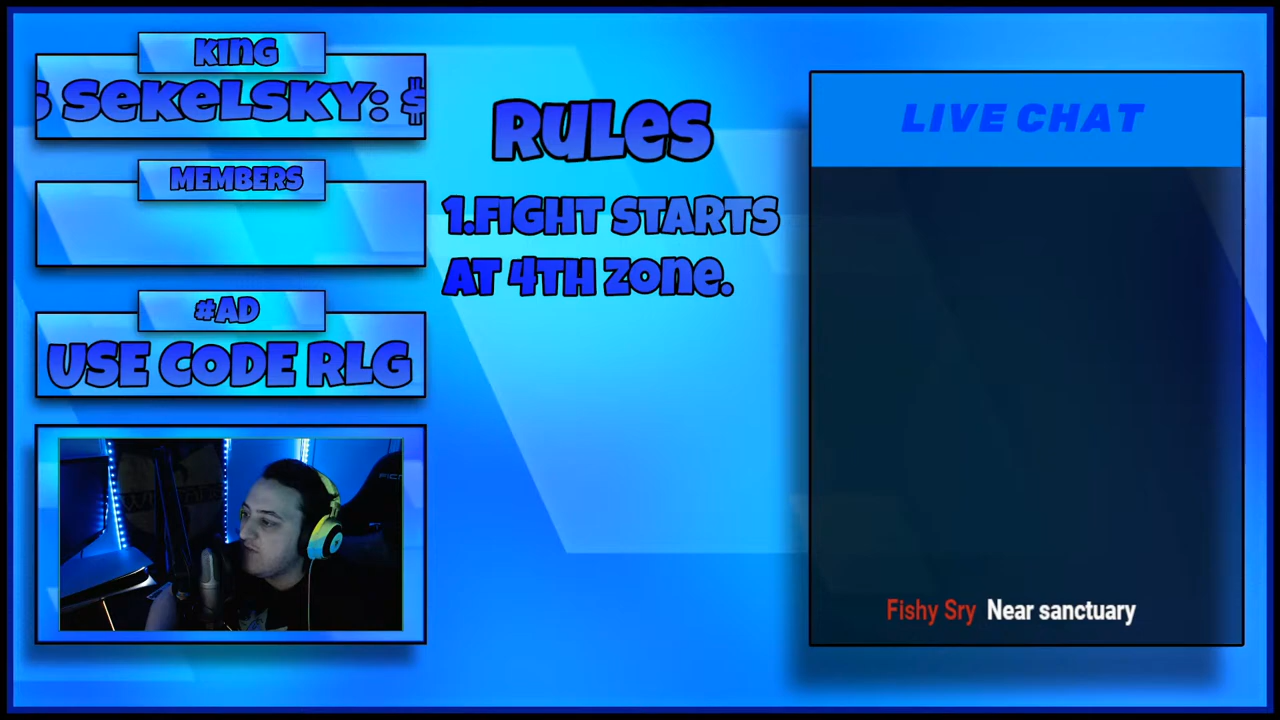 King
Sekelsky: $
MEMBERS
#AD
USE CODE RLG
Rules
1.FIGHT STARTS
AT 4TH ZONE.
LIVE CHAT
Fishy Sry Near sanctuary